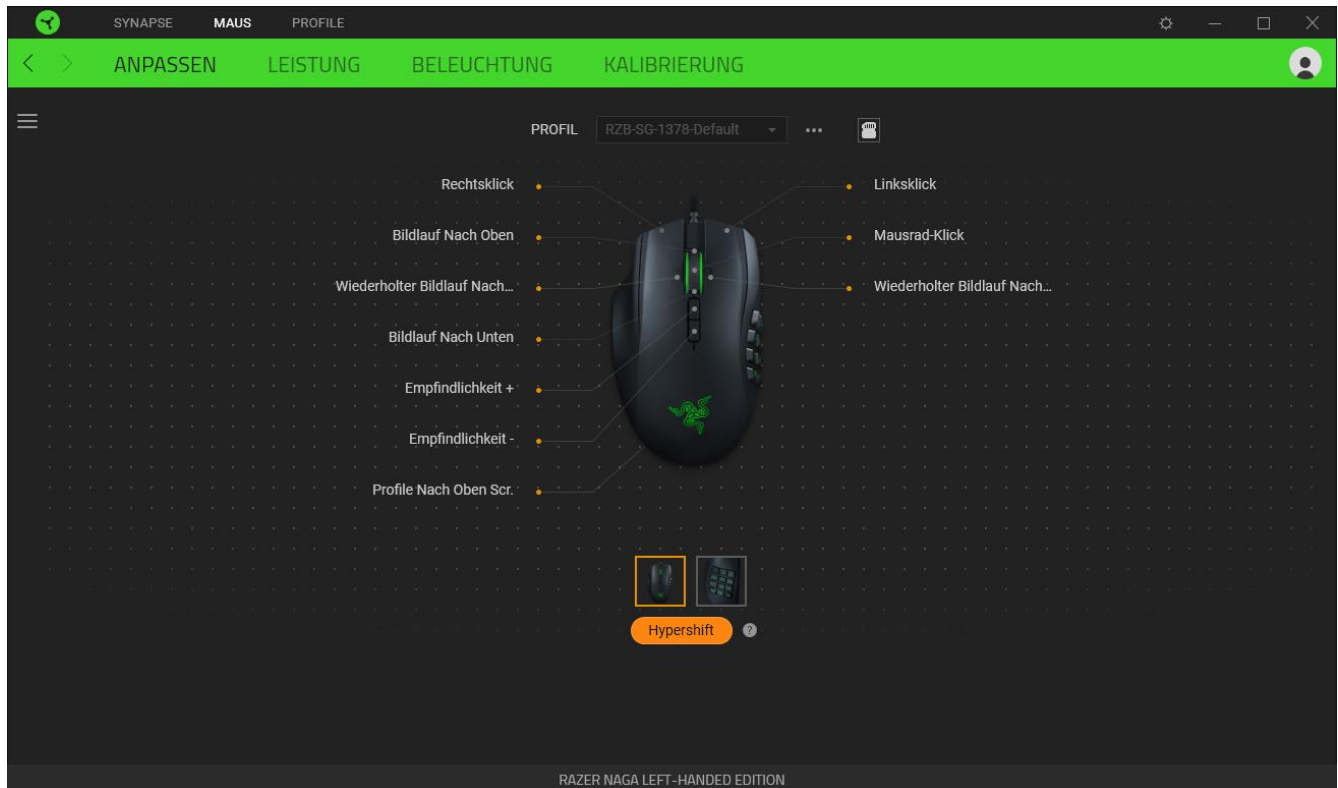 SYNAPSE MAUS PROFILE
ANPASSEN LEISTUNG BELEUCHTUNG KALIBRIERUNG
PROFIL RZB-SG-1378-Default
Rechtsklick Linksklick
Bildlauf Nach Oben Mausrad-Klick
Wiederholter Bildlauf Nach... Wiederholter Bildlauf Nach...
Bildlauf Nach Unten
Empfindlichkeit +
Empfindlichkeit -
Profile Nach Oben Scr.
Hypershift ?
RAZER NAGA LEFT-HANDED EDITION